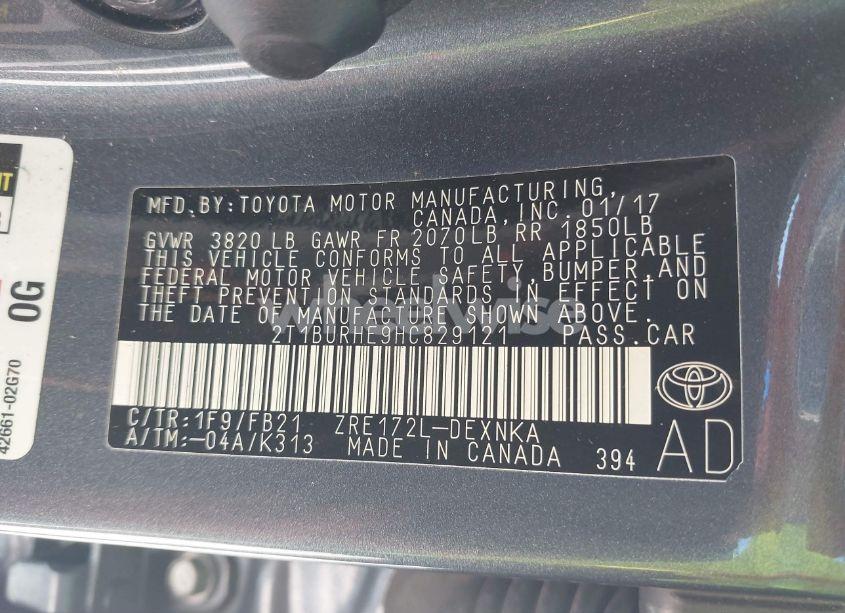 MFD.BY:TOYOTA MOTOR MANUFACTURING,
CANADA,INC.01/17
GVWR 3820 LB GAWR FR 2070LB RR 1850LB
THIS VEHICLE CONFORMS TO ALL APPLICABLE
FEDERAL MOTOR VEHICLE SAFETY,BUMPER,AND
THEFT PREVENTION STANDARDS IN EFFECT ON
THE DATE OF MANUFACTURE SHOWN ABOVE.
wheelwise
2T1BURHE9HC829121 PASS.CAR
C/TR:1F9/FB21 ZRE172L-DEXNKA
A/TM:-04A/K313 MADE IN CANADA 394 AD
0G
42661-02G70